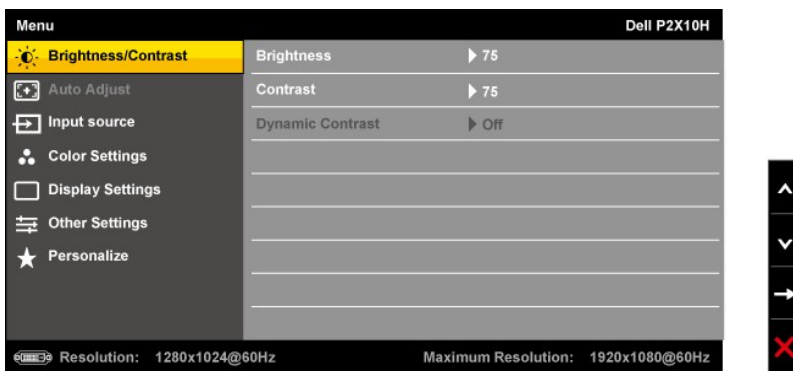 Menu Dell P2X10H
Brightness/Contrast Brightness 75
Auto Adjust Contrast 75
Input source Dynamic Contrast Off
Color Settings
Display Settings
Other Settings
Personalize
Resolution: 1280x1024@60Hz Maximum Resolution: 1920x1080@60Hz